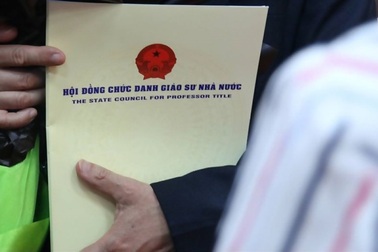 HỘI ĐỒNG CHỨC DANH GIÁO SƯ NHÀ NƯỚC
THE STATE COUNCIL FOR PROFESSOR TITLE